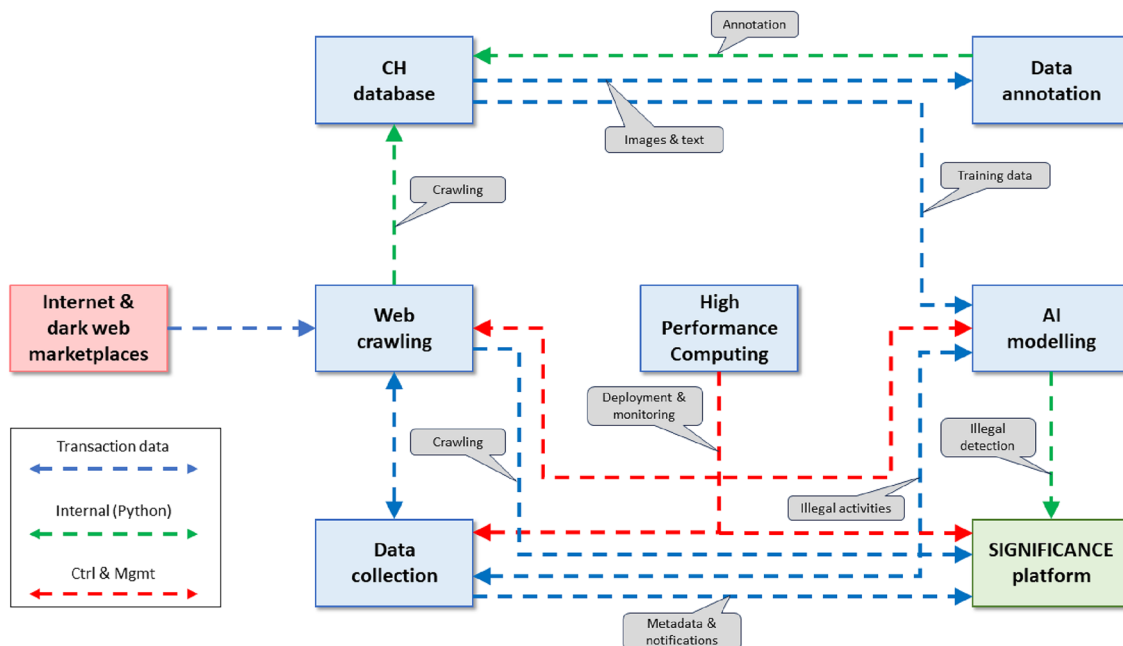 Annotation
CH
database
Data
annotation
Images & text
Training data
Crawling
Internet &
dark web
marketplaces
Web
crawling
High
Performance
Computing
AI
modelling
Deployment &
monitoring
Transaction data
Internal (Python)
Ctrl & Mgmt
Crawling
Illegal
detection
Illegal activities
Data
collection
SIGNIFICANCE
platform
Metadata &
notifications